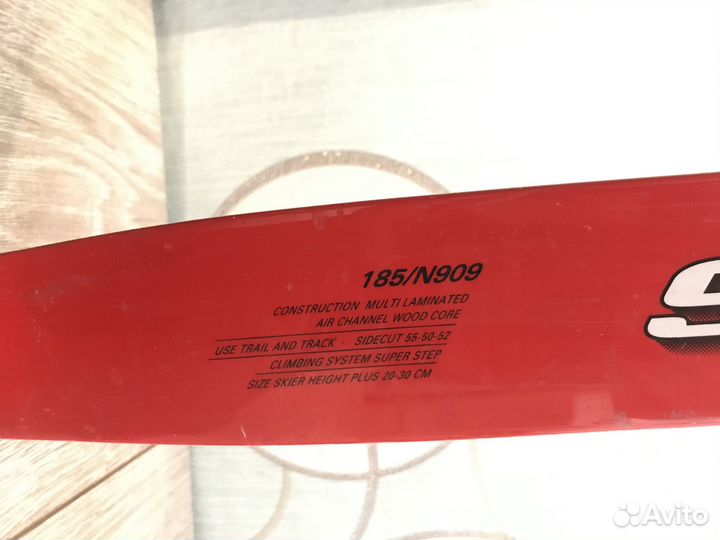 185/N909
CONSTRUCTION MULTI LAMINATED
AIR CHANNEL WOOD CORE
USE TRAIL AND TRACK · SIDECUT 55-50-52
CLIMBING SYSTEM SUPER STEP
SIZE SKIER HEIGHT PLUS 20-30 CM
S
Avito